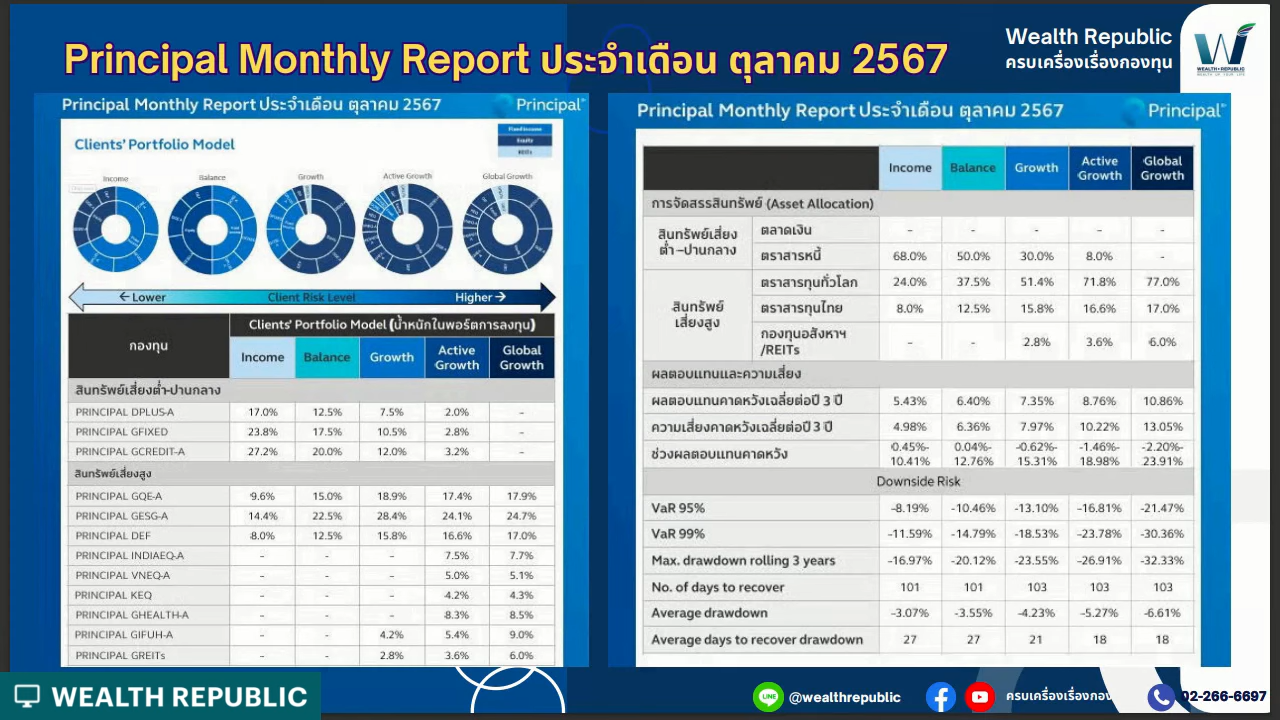 Principal Monthly Report ประจำเดือน ตุลาคม 2567
Wealth Republic
ครบเครื่องเรื่องกองทุน
WEALTH REPUBLIC
Principal Monthly Report ประจำเดือน ตุลาคม 2567
Principal
Clients' Portfolio Model
Fixed Income
Equity
REITs
Income Balance Growth Active Growth Global Growth
← Lower Client Risk Level Higher →
กองทุน Clients' Portfolio Model (น้ำหนักในพอร์ตการลงทุน)
Income Balance Growth Active Growth Global Growth
สินทรัพย์เสี่ยงต่ำ-ปานกลาง
PRINCIPAL DPLUS-A 17.0% 12.5% 7.5% 2.0% -
PRINCIPAL GFIXED 23.8% 17.5% 10.5% 2.8% -
PRINCIPAL GCREDIT-A 27.2% 20.0% 12.0% 3.2% -
สินทรัพย์เสี่ยงสูง
PRINCIPAL GQE-A 9.6% 15.0% 18.9% 17.4% 17.9%
PRINCIPAL GESG-A 14.4% 22.5% 28.4% 24.1% 24.7%
PRINCIPAL DEF 8.0% 12.5% 15.8% 16.6% 17.0%
PRINCIPAL INDIAEQ-A - - - 7.5% 7.7%
PRINCIPAL VNEQ-A - - - 5.0% 5.1%
PRINCIPAL KEQ - - - 4.2% 4.3%
PRINCIPAL GHEALTH-A - - - 8.3% 8.5%
PRINCIPAL GIFUH-A - - 4.2% 5.4% 9.0%
PRINCIPAL GREITs - - 2.8% 3.6% 6.0%
Principal Monthly Report ประจำเดือน ตุลาคม 2567
Principal
Income Balance Growth Active Growth Global Growth
การจัดสรรสินทรัพย์ (Asset Allocation)
สินทรัพย์เสี่ยงต่ำ-ปานกลาง
ตลาดเงิน - - - - -
ตราสารหนี้ 68.0% 50.0% 30.0% 8.0% -
สินทรัพย์เสี่ยงสูง
ตราสารทุนทั่วโลก 24.0% 37.5% 51.4% 71.8% 77.0%
ตราสารทุนไทย 8.0% 12.5% 15.8% 16.6% 17.0%
กองทุนอสังหาฯ /REITs - - 2.8% 3.6% 6.0%
ผลตอบแทนและความเสี่ยง
ผลตอบแทนคาดหวังเฉลี่ยต่อปี 3 ปี 5.43% 6.40% 7.35% 8.76% 10.86%
ความเสี่ยงคาดหวังเฉลี่ยต่อปี 3 ปี 4.98% 6.36% 7.97% 10.22% 13.05%
ช่วงผลตอบแทนคาดหวัง 0.45%-10.41% 0.04%-12.76% -0.62%-15.31% -1.46%-18.98% -2.20%-23.91%
Downside Risk
VaR 95% -8.19% -10.46% -13.10% -16.81% -21.47%
VaR 99% -11.59% -14.79% -18.53% -23.78% -30.36%
Max. drawdown rolling 3 years -16.97% -20.12% -23.55% -26.91% -32.33%
No. of days to recover 101 101 103 103 103
Average drawdown -3.07% -3.55% -4.23% -5.27% -6.61%
Average days to recover drawdown 27 27 21 18 18
WEALTH REPUBLIC
LINE @wealthrepublic
ครบเครื่องเรื่องกองทุน
02-266-6697